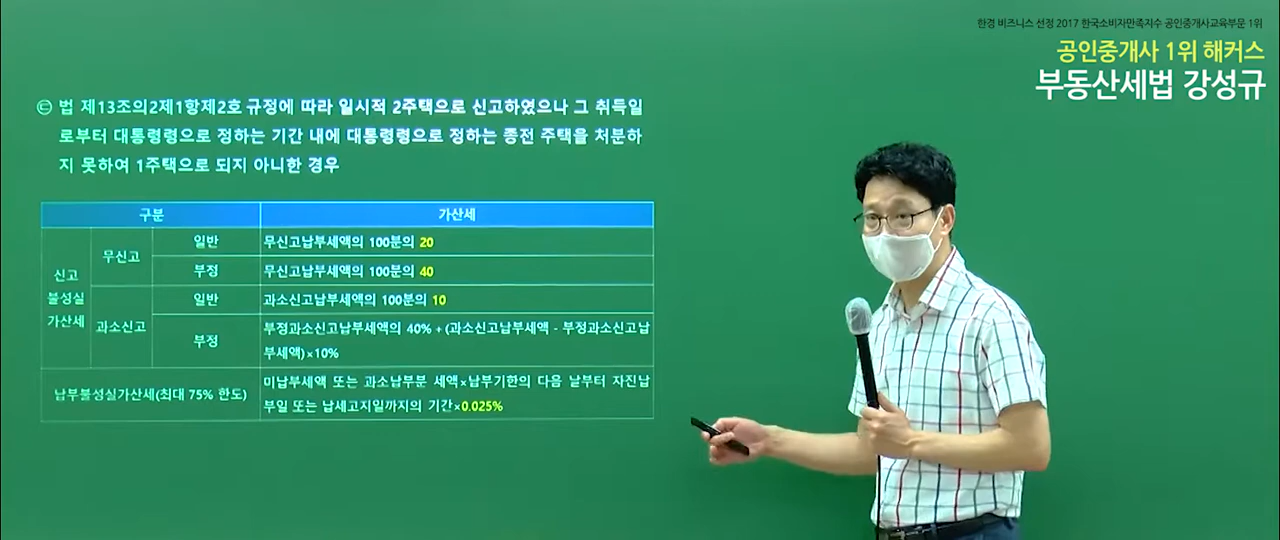 한경 비즈니스 선정 2017 한국소비자만족지수 공인중개사교육부문 1위
공인중개사 1위 해커스
부동산세법 강성규
㉢ 법 제13조의2제1항제2호 규정에 따라 일시적 2주택으로 신고하였으나 그 취득일
로부터 대통령령으로 정하는 기간 내에 대통령령으로 정하는 종전 주택을 처분하
지 못하여 1주택으로 되지 아니한 경우
구분 가산세
신고
불성실
가산세
무신고
일반 무신고납부세액의 100분의 20
부정 무신고납부세액의 100분의 40
과소신고
일반 과소신고납부세액의 100분의 10
부정 부정과소신고납부세액의 40% + (과소신고납부세액 - 부정과소신고납
부세액)×10%
납부불성실가산세(최대 75% 한도) 미납부세액 또는 과소납부분 세액×납부기한의 다음 날부터 자진납
부일 또는 납세고지일까지의 기간×0.025%